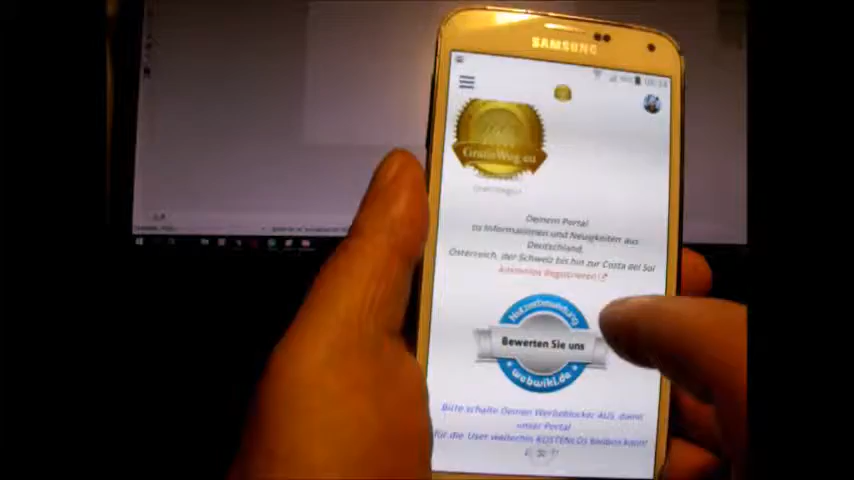 SAMSUNG
GratisWeg.eu
Deinem Portal
zu Informationen und Neuigkeiten aus
Deutschland,
Österreich, der Schweiz bis hin zur Costa del Sol
kostenlos Registrieren
Nutzerbewertung
Bewerten Sie uns
webwiki.de
Bitte schalte Deinen Werbeblocker AUS, damit
unser Portal
für die User weiterhin KOSTENLOS bleiben kann!